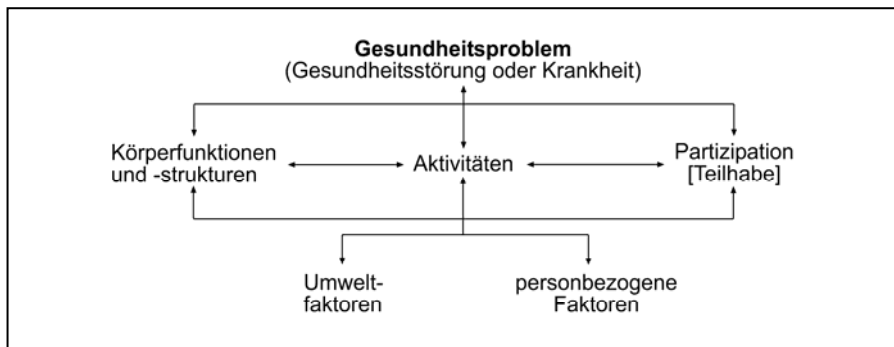 Gesundheitsproblem
(Gesundheitsstörung oder Krankheit)
Körperfunktionen
und -strukturen
Aktivitäten
Partizipation
[Teilhabe]
Umwelt-
faktoren
personbezogene
Faktoren